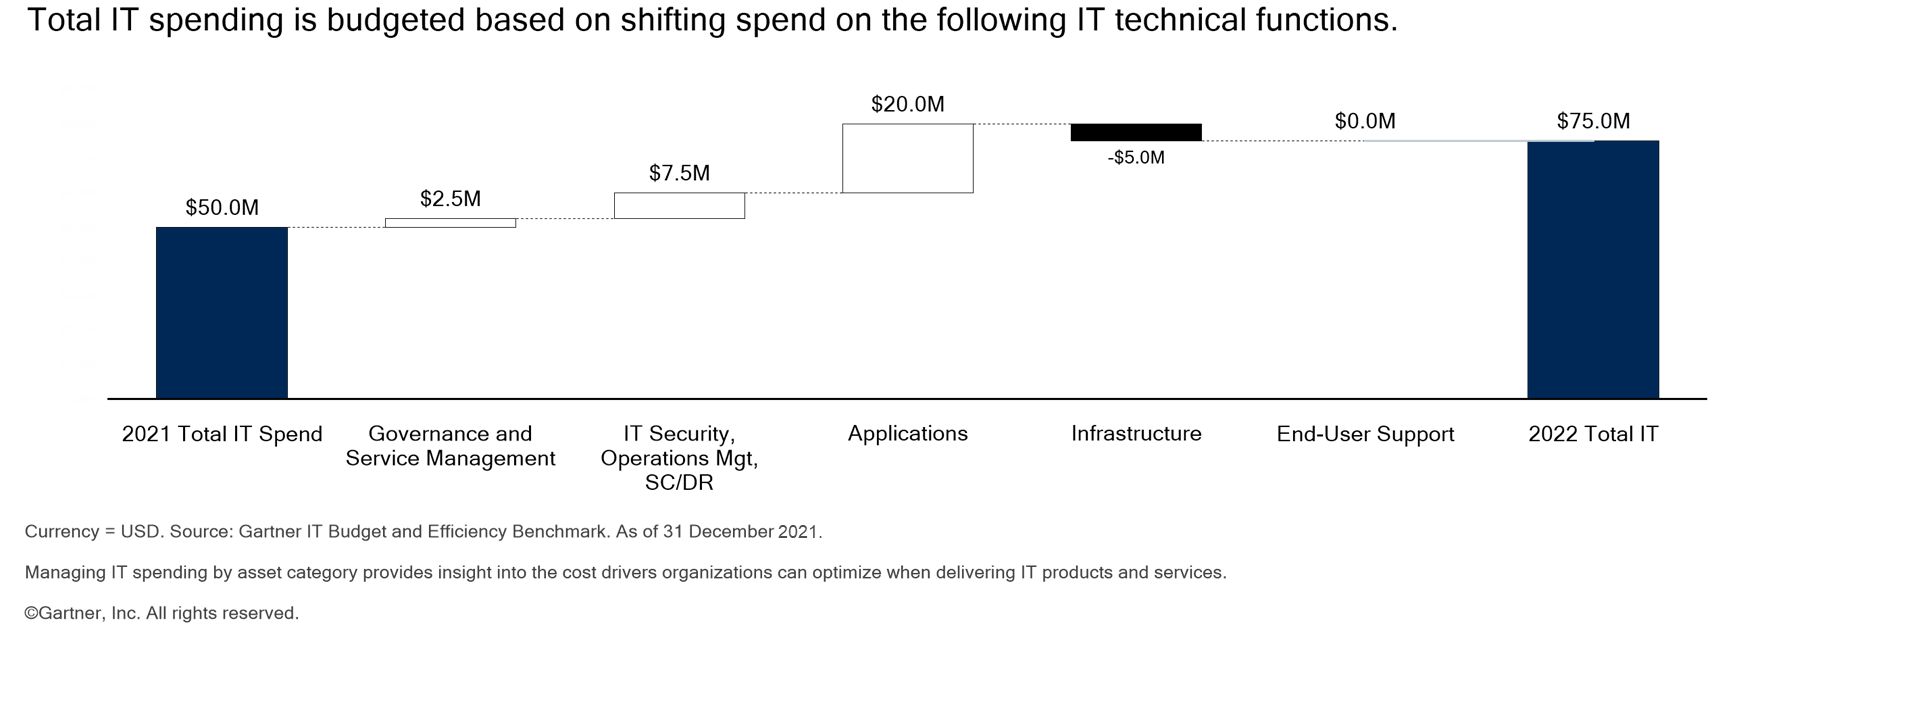 Total IT spending is budgeted based on shifting spend on the following IT technical functions.
$50.0M
$2.5M
$7.5M
$20.0M
-$5.0M
$0.0M
$75.0M
2021 Total IT Spend
Governance and
Service Management
IT Security,
Operations Mgt,
SC/DR
Applications
Infrastructure
End-User Support
2022 Total IT
Currency = USD. Source: Gartner IT Budget and Efficiency Benchmark. As of 31 December 2021.
Managing IT spending by asset category provides insight into the cost drivers organizations can optimize when delivering IT products and services.
©Gartner, Inc. All rights reserved.